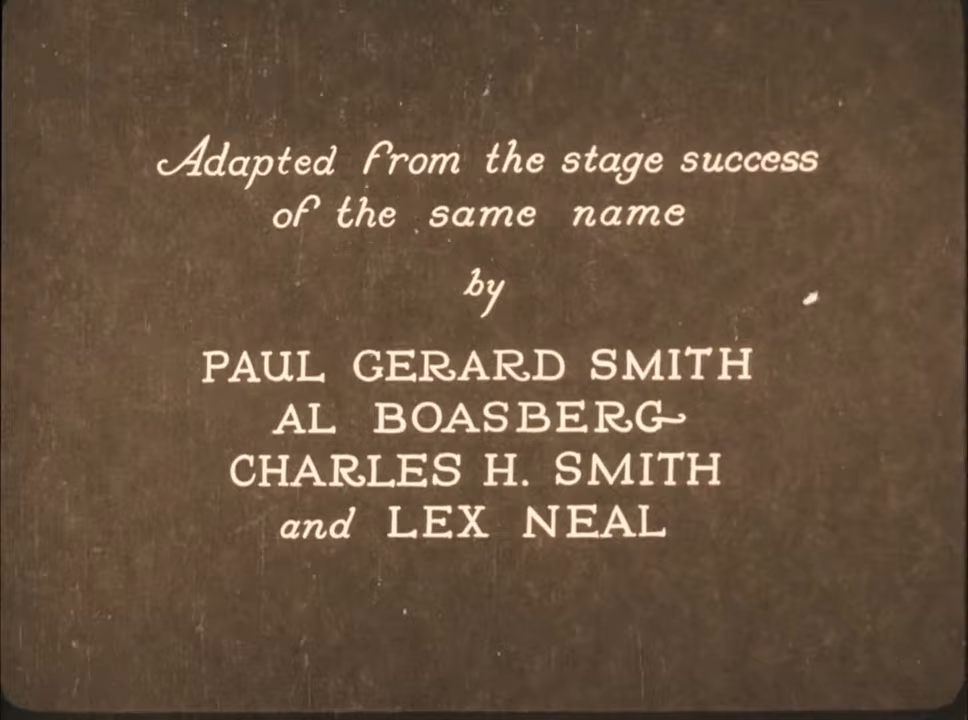 Adapted from the stage success
of the same name
by
PAUL GERARD SMITH
AL BOASBERG
CHARLES H. SMITH
and LEX NEAL